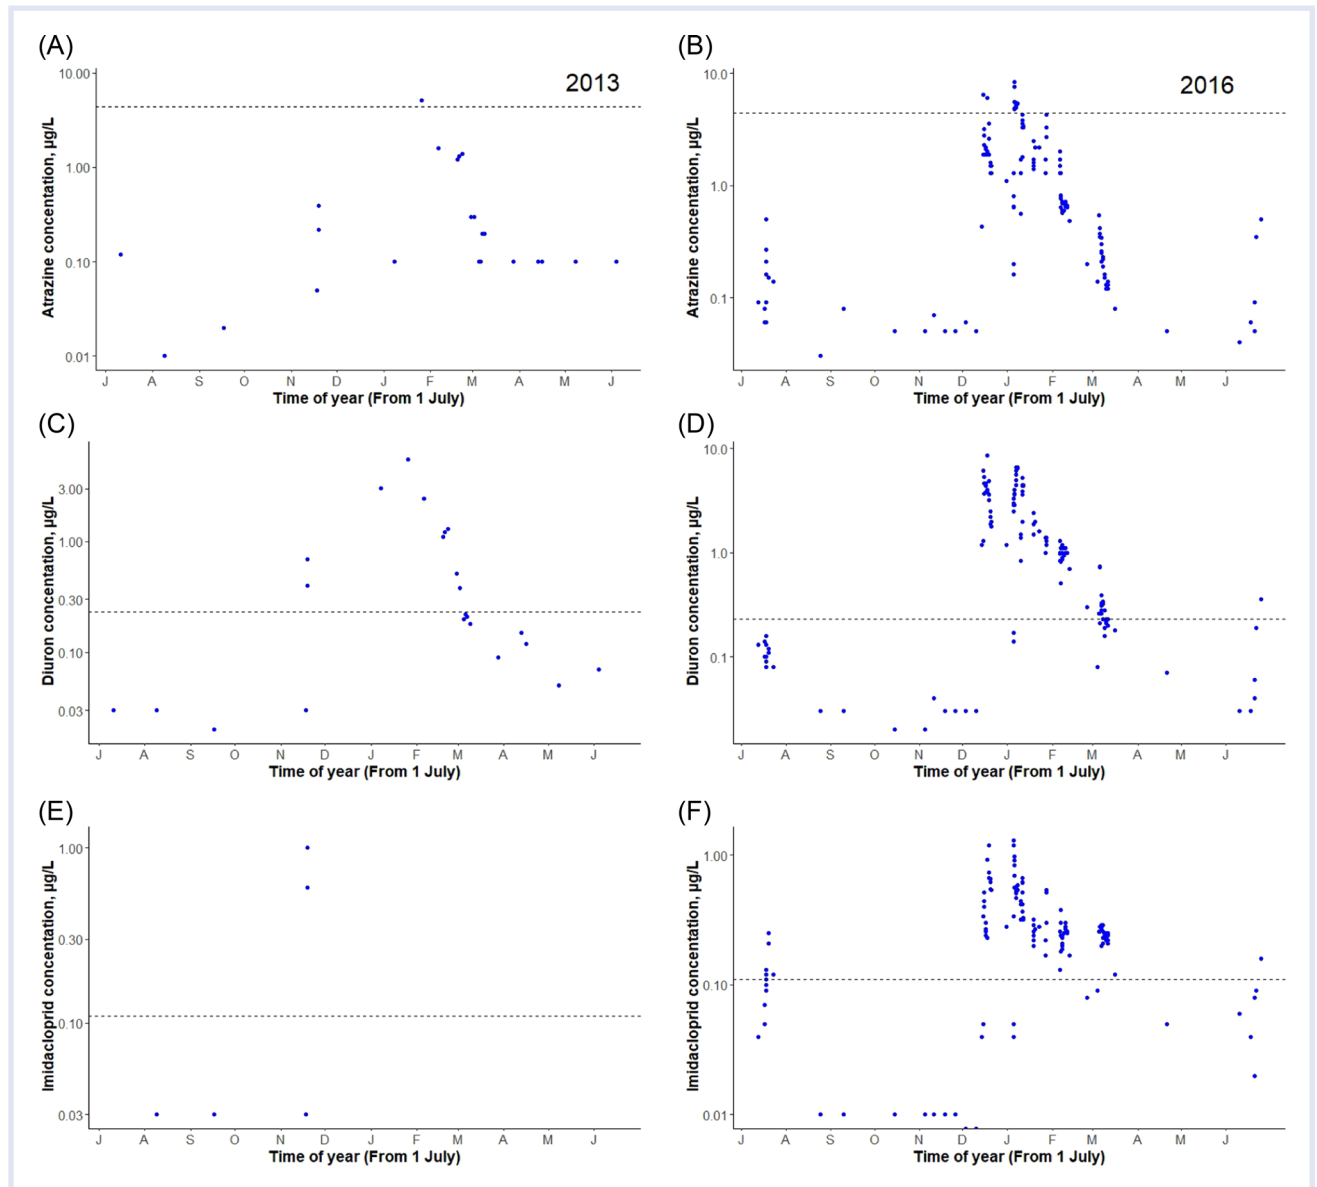 (A)
2013
Atrazine concentration, µg/L
10.00
1.00
0.10
0.01
J A S O N D J F M A M J
Time of year (From 1 July)
(B)
2016
Atrazine concentration, µg/L
10.0
1.0
0.1
J A S O N D J F M A M J
Time of year (From 1 July)
(C)
Diuron concentration, µg/L
3.00
1.00
0.30
0.10
0.03
J A S O N D J F M A M J
Time of year (From 1 July)
(D)
Diuron concentration, µg/L
10.0
1.0
0.1
J A S O N D J F M A M J
Time of year (From 1 July)
(E)
Imidacloprid concentration, µg/L
1.00
0.30
0.10
0.03
J A S O N D J F M A M J
Time of year (From 1 July)
(F)
Imidacloprid concentration, µg/L
1.00
0.10
0.01
J A S O N D J F M A M J
Time of year (From 1 July)